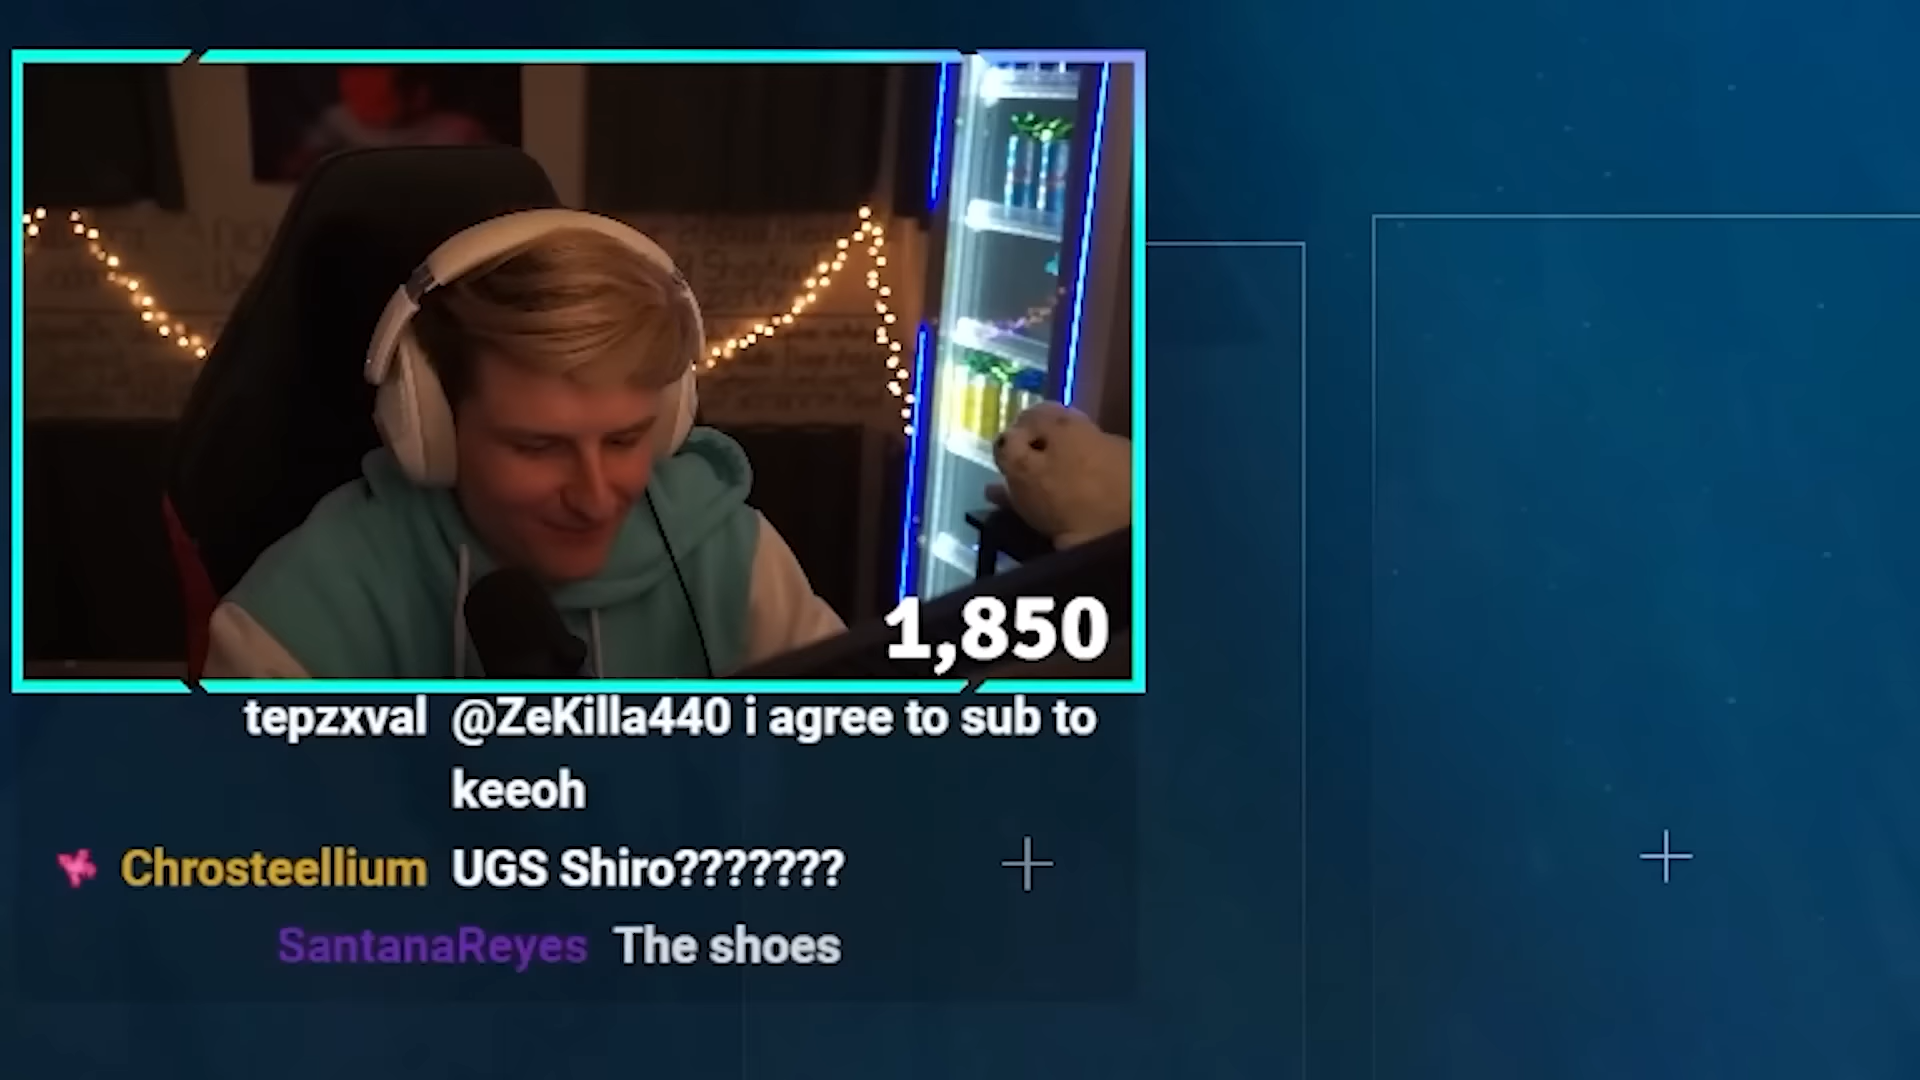 1,850
tepzxval @ZeKilla440 i agree to sub to
keeoh
Chrosteellium UGS Shiro???????
SantanaReyes The shoes